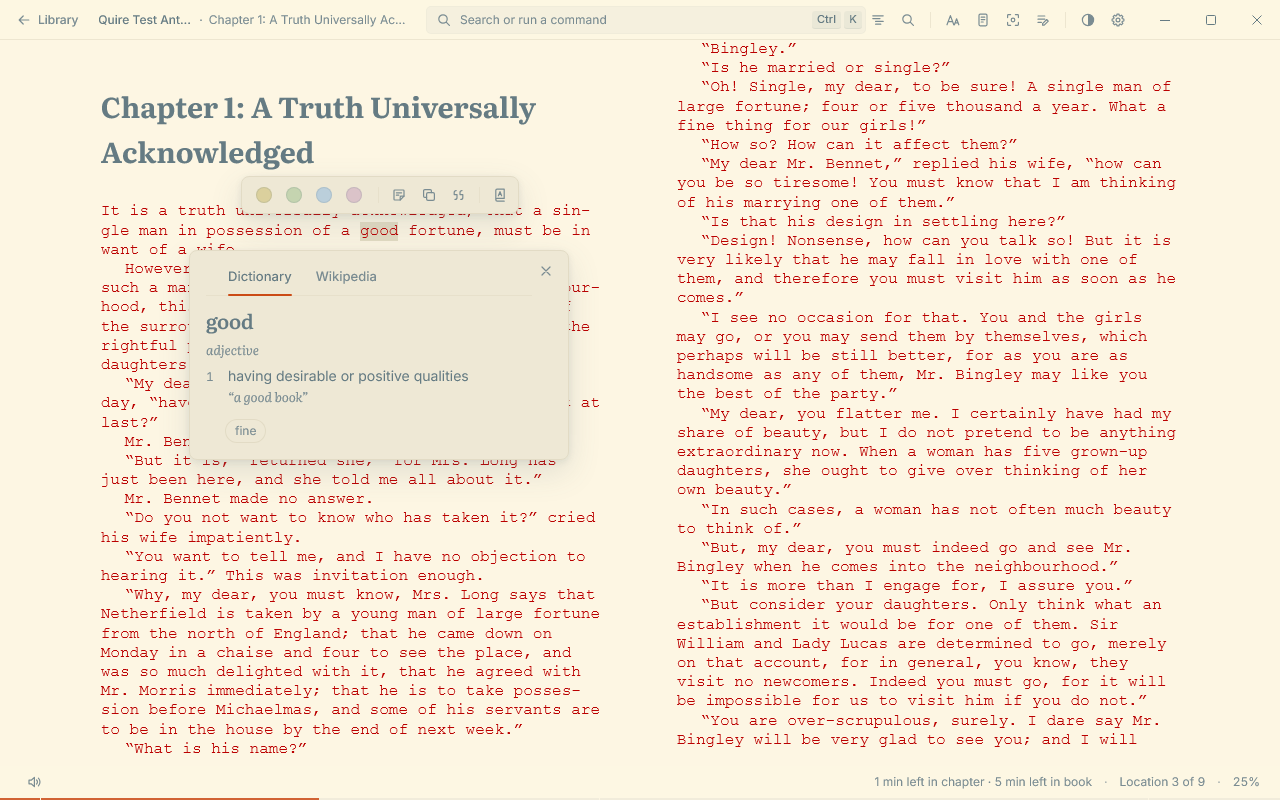 Library
Quire Test Ant... · Chapter 1: A Truth Universally Ac...
Search or run a command
Ctrl K
Chapter 1: A Truth Universally
Acknowledged
It is a truth universally acknowledged, that a sin-
gle man in possession of a good fortune, must be in
want of a wife.
However
such a
hood,
the
rightful
daughters
“My
day, “have at
last?”
Mr.
Dictionary
Wikipedia
good
adjective
1 having desirable or positive qualities
“a good book”
fine
“But it is,” returned she, “for Mrs. Long has
just been here, and she told me all about it.”
Mr. Bennet made no answer.
“Do you not want to know who has taken it?” cried
his wife impatiently.
“You want to tell me, and I have no objection to
hearing it.” This was invitation enough.
“Why, my dear, you must know, Mrs. Long says that
Netherfield is taken by a young man of large fortune
from the north of England; that he came down on
Monday in a chaise and four to see the place, and
was so much delighted with it, that he agreed with
Mr. Morris immediately; that he is to take posses-
sion before Michaelmas, and some of his servants are
to be in the house by the end of next week.”
“What is his name?”
“Bingley.”
“Is he married or single?”
“Oh! Single, my dear, to be sure! A single man of
large fortune; four or five thousand a year. What a
fine thing for our girls!”
“How so? How can it affect them?”
“My dear Mr. Bennet,” replied his wife, “how can
you be so tiresome! You must know that I am thinking
of his marrying one of them.”
“Is that his design in settling here?”
“Design! Nonsense, how can you talk so! But it is
very likely that he may fall in love with one of
them, and therefore you must visit him as soon as he
comes.”
“I see no occasion for that. You and the girls
may go, or you may send them by themselves, which
perhaps will be still better, for as you are as
handsome as any of them, Mr. Bingley may like you
the best of the party.”
“My dear, you flatter me. I certainly have had my
share of beauty, but I do not pretend to be anything
extraordinary now. When a woman has five grown-up
daughters, she ought to give over thinking of her
own beauty.”
“In such cases, a woman has not often much beauty
to think of.”
“But, my dear, you must indeed go and see Mr.
Bingley when he comes into the neighbourhood.”
“It is more than I engage for, I assure you.”
“But consider your daughters. Only think what an
establishment it would be for one of them. Sir
William and Lady Lucas are determined to go, merely
on that account, for in general, you know, they
visit no newcomers. Indeed you must go, for it will
be impossible for us to visit him if you do not.”
“You are over-scrupulous, surely. I dare say Mr.
Bingley will be very glad to see you; and I will
1 min left in chapter · 5 min left in book · Location 3 of 9 · 25%